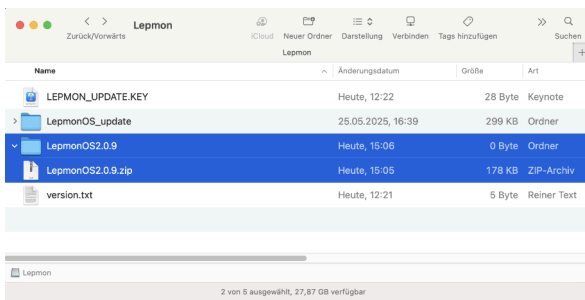 Lepmon
Zurück/Vorwärts iCloud Neuer Ordner Darstellung Verbinden Tags hinzufügen Suchen
Lepmon
Name Änderungsdatum Größe Art
LEPMON_UPDATE.KEY Heute, 12:22 28 Byte Keynote
LepmonOS_update 25.05.2025, 16:39 299 KB Ordner
LepmonOS2.0.9 Heute, 15:06 0 Byte Ordner
LepmonOS2.0.9.zip Heute, 15:05 178 KB ZIP-Archiv
version.txt Heute, 12:21 5 Byte Reiner Text
Lepmon
2 von 5 ausgewählt, 27,87 GB verfügbar